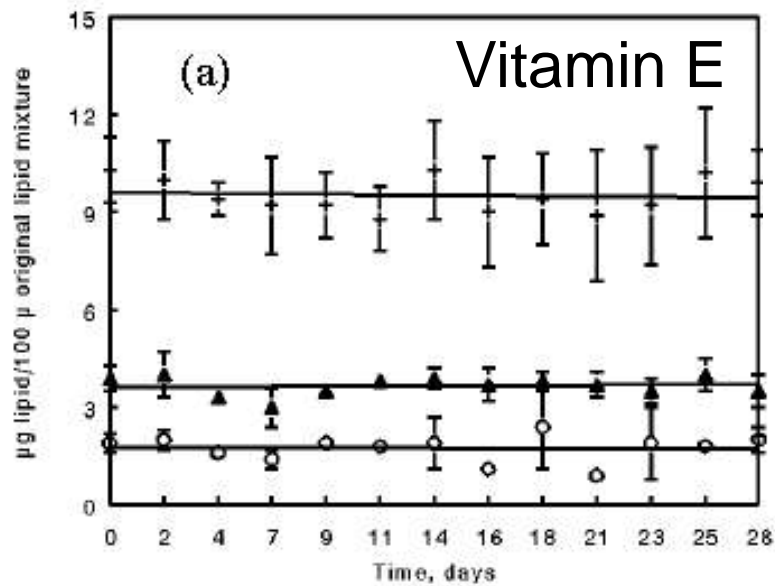 15
(a) Vitamin E
12
9
6
3
0
µg lipid/100 µ original lipid mixture
0 2 4 7 9 11 14 16 18 21 23 25 28
Time, days